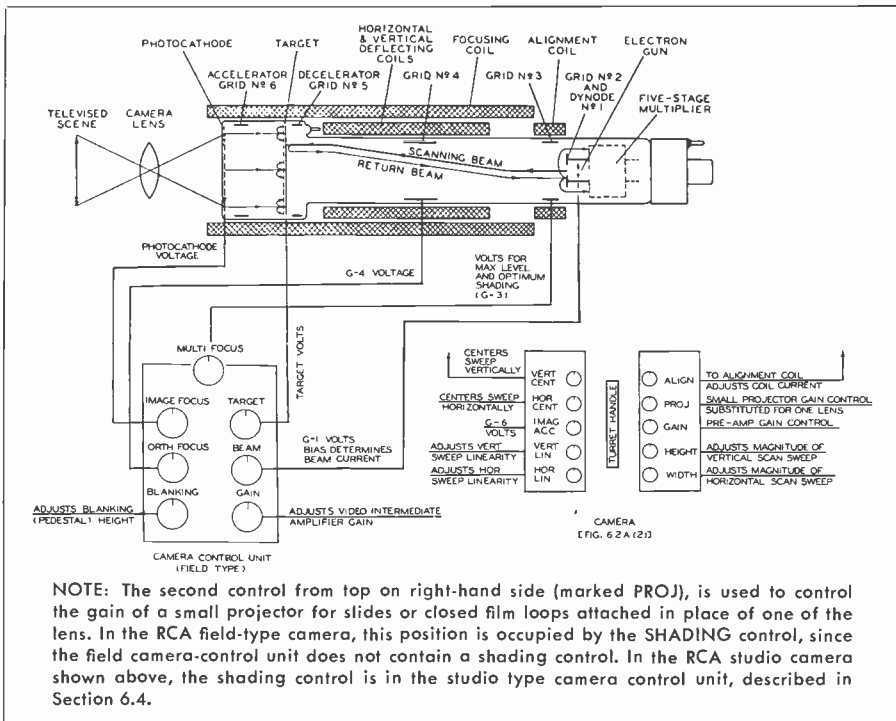 HORIZONTAL
& VERTICAL
DEFLECTING
COILS
PHOTOCATHODE
TARGET
FOCUSING
COIL
ALIGNMENT
COIL
ELECTRON
GUN
ACCELERATOR
GRID Nº 6
DECELERATOR
GRID Nº 5
GRID Nº 4
GRID Nº 3
GRID Nº 2
AND
DYNODE
Nº 1
FIVE-STAGE
MULTIPLIER
TELEVISED
SCENE
CAMERA
LENS
SCANNING BEAM
RETURN BEAM
PHOTOCATHODE
VOLTAGE
G-4 VOLTAGE
VOLTS FOR
MAX LEVEL
AND OPTIMUM
SHADING
(G-3)
TARGET VOLTS
MULTI FOCUS
IMAGE FOCUS
TARGET
ORTH FOCUS
BEAM
BLANKING
GAIN
G-1 VOLTS
BIAS DETERMINES
BEAM CURRENT
ADJUSTS BLANKING
(PEDESTAL) HEIGHT
ADJUSTS VIDEO INTERMEDIATE
AMPLIFIER GAIN
CAMERA CONTROL UNIT
(FIELD TYPE)
CENTERS
SWEEP
VERTICALLY
VERT
CENT
CENTERS SWEEP
HORIZONTALLY
HOR
CENT
G-6
VOLTS
IMAG
ACC
ADJUSTS VERT
SWEEP LINEARITY
VERT
LIN
ADJUSTS HOR
SWEEP LINEARITY
HOR
LIN
TURRET HANDLE
ALIGN
TO ALIGNMENT COIL
ADJUSTS COIL CURRENT
PROJ
SMALL PROJECTOR GAIN CONTROL
SUBSTITUTED FOR ONE LENS
GAIN
PRE-AMP GAIN CONTROL
HEIGHT
ADJUSTS MAGNITUDE OF
VERTICAL SCAN SWEEP
WIDTH
ADJUSTS MAGNITUDE OF
HORIZONTAL SCAN SWEEP
CAMERA
[FIG. 6.2A (2)]
NOTE: The second control from top on right-hand side (marked PROJ), is used to control
the gain of a small projector for slides or closed film loops attached in place of one of the
lens. In the RCA field-type camera, this position is occupied by the SHADING control, since
the field camera-control unit does not contain a shading control. In the RCA studio camera
shown above, the shading control is in the studio type camera control unit, described in
Section 6.4.